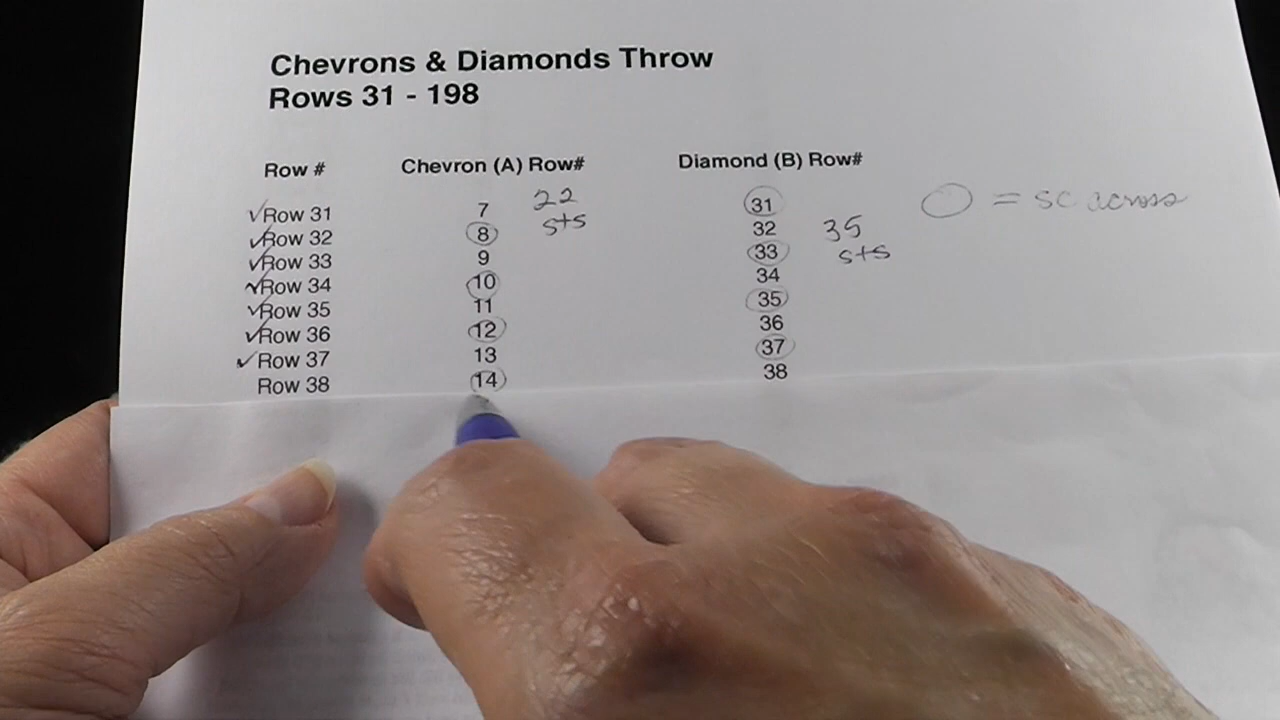 Chevrons & Diamonds Throw
Rows 31 - 198
Row # Chevron (A) Row# Diamond (B) Row#
✓Row 31 7 22 sts 31 ◯ = sc across
✓Row 32 8 32 35 sts
✓Row 33 9 33
✓Row 34 10 34
✓Row 35 11 35
✓Row 36 12 36
✓Row 37 13 37
Row 38 14 38